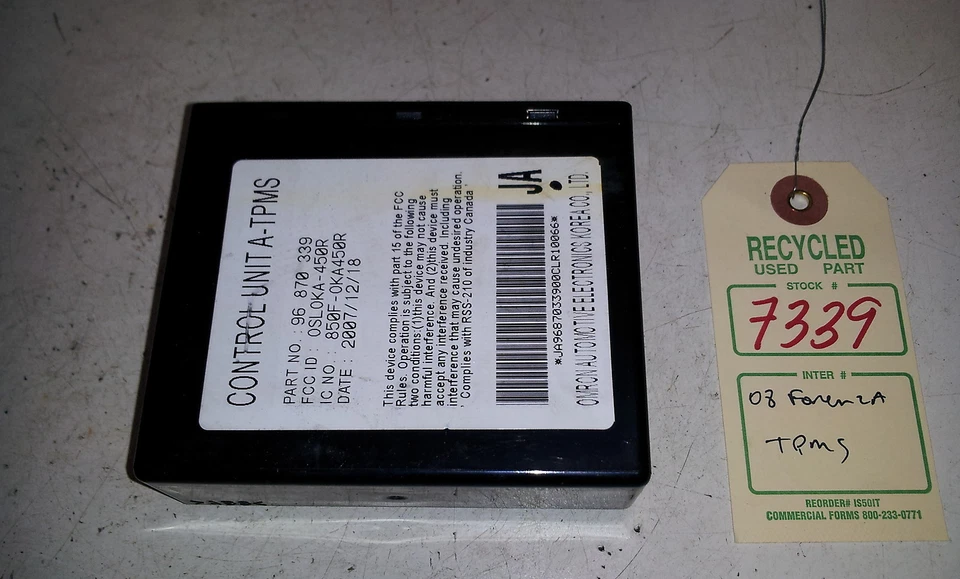 CONTROL UNIT A-TPMS
PART NO. : 96 870 339
FCC ID : OSLOKA-450R
IC NO. : 850F-OKA450R
DATE : 2007/12/18
This device complies with part 15 of the FCC
Rules. Operation is subject to the following
two conditions:(1)this device may not cause
harmful interference. And (2)this device must
accept any interference received. Including
interference that may cause undesired operation.
' Complies with RSS-210 of Industry Canada '
JA
*JA9687033900CLR10066*
OMRON AUTOMOTIVE ELECTRONICS KOREA CO., LTD.
RECYCLED
USED PART
STOCK #
7339
INTER #
08 Forenza
TPMS
REORDER# IS50IT
COMMERCIAL FORMS 800-233-0771